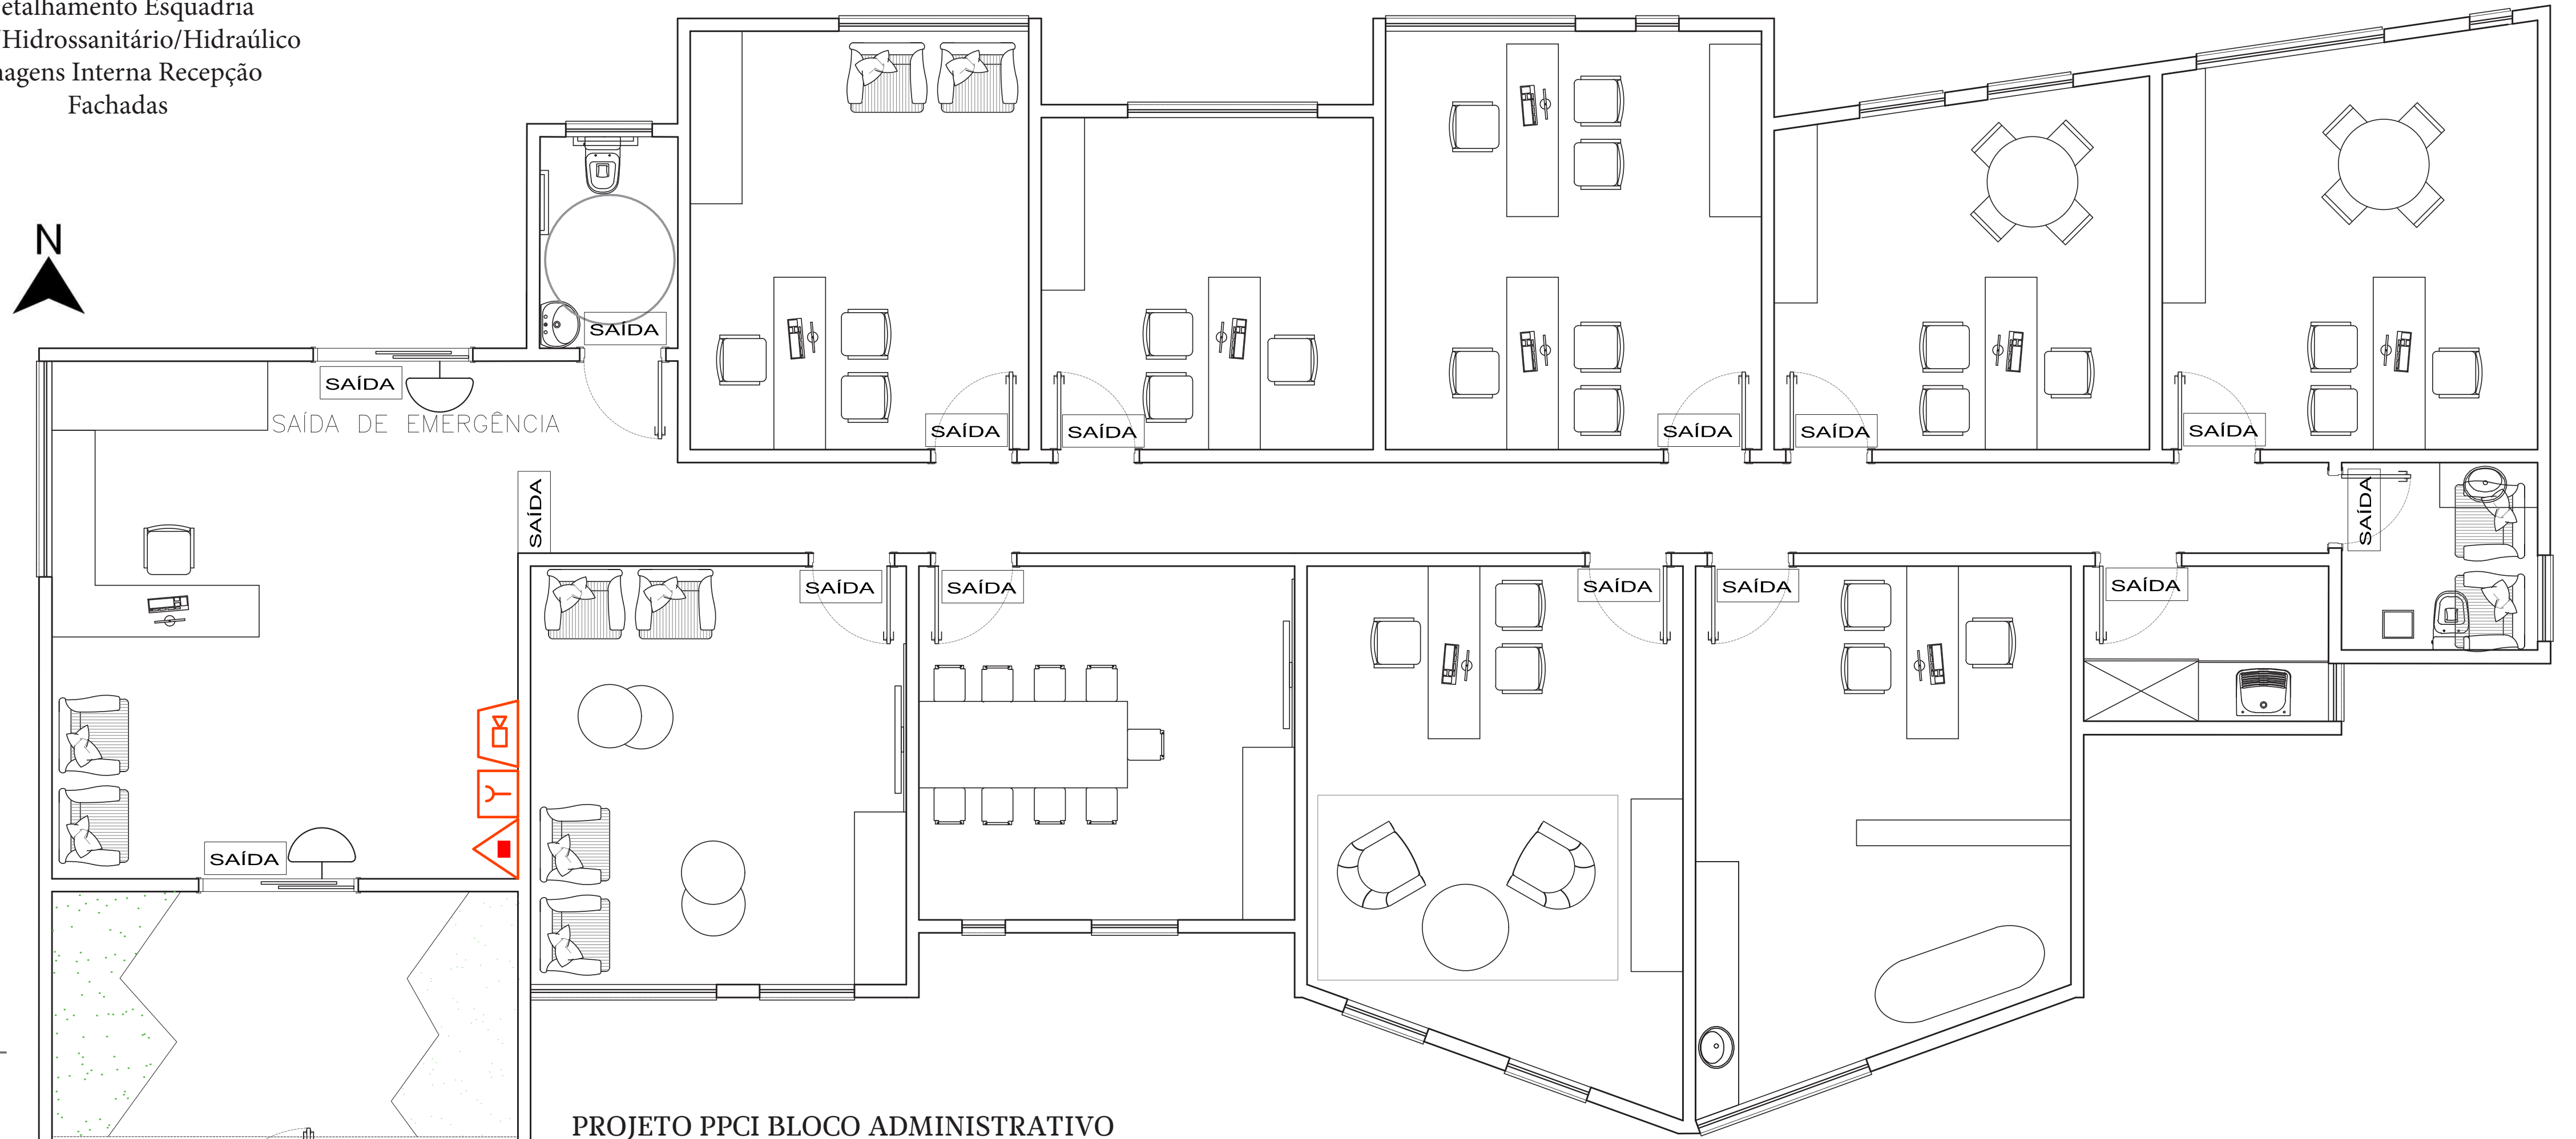 etalhamento Esquadria
/Hidrossanitário/Hidraúlico
nagens Interna Recepção
Fachadas
N
SAÍDA
SAÍDA
SAÍDA DE EMERGÊNCIA
SAÍDA
SAÍDA
SAÍDA
SAÍDA
SAÍDA
SAÍDA
SAÍDA
SAÍDA
SAÍDA
SAÍDA
SAÍDA
SAÍDA
SAÍDA
PROJETO PPCI BLOCO ADMINISTRATIVO